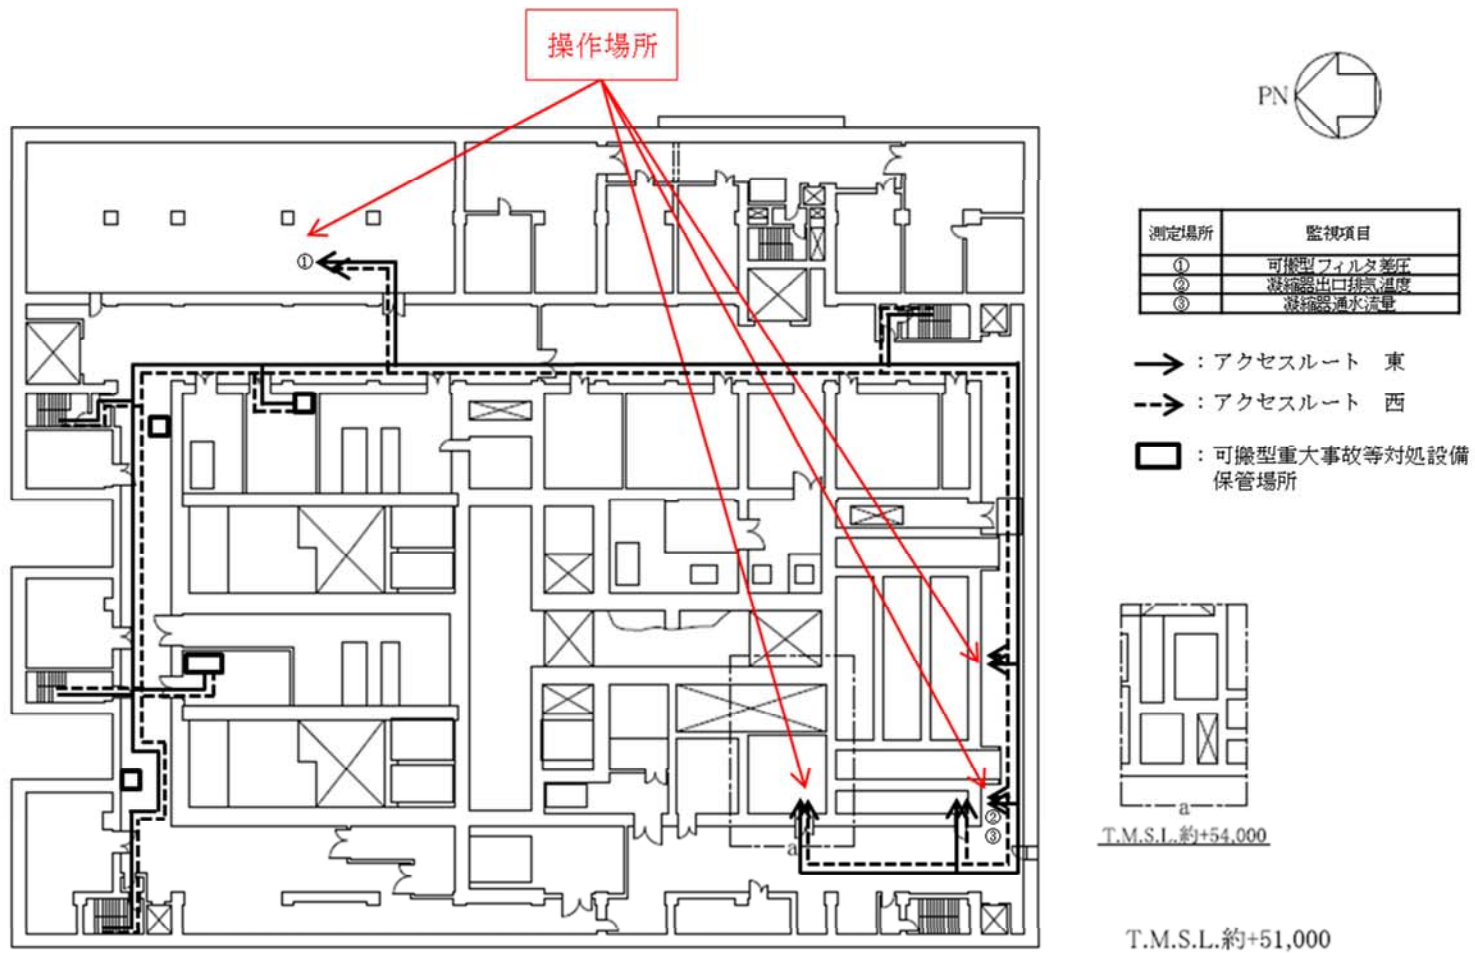 操作場所
PN
測定場所 監視項目
① 可搬型フィルタ差圧
② 凝縮器出口排気温度
③ 凝縮器通水流量
：アクセスルート　東
：アクセスルート　西
：可搬型重大事故等対処設備
保管場所
①
②
③
a
a
T.M.S.L.約+54,000
T.M.S.L.約+51,000